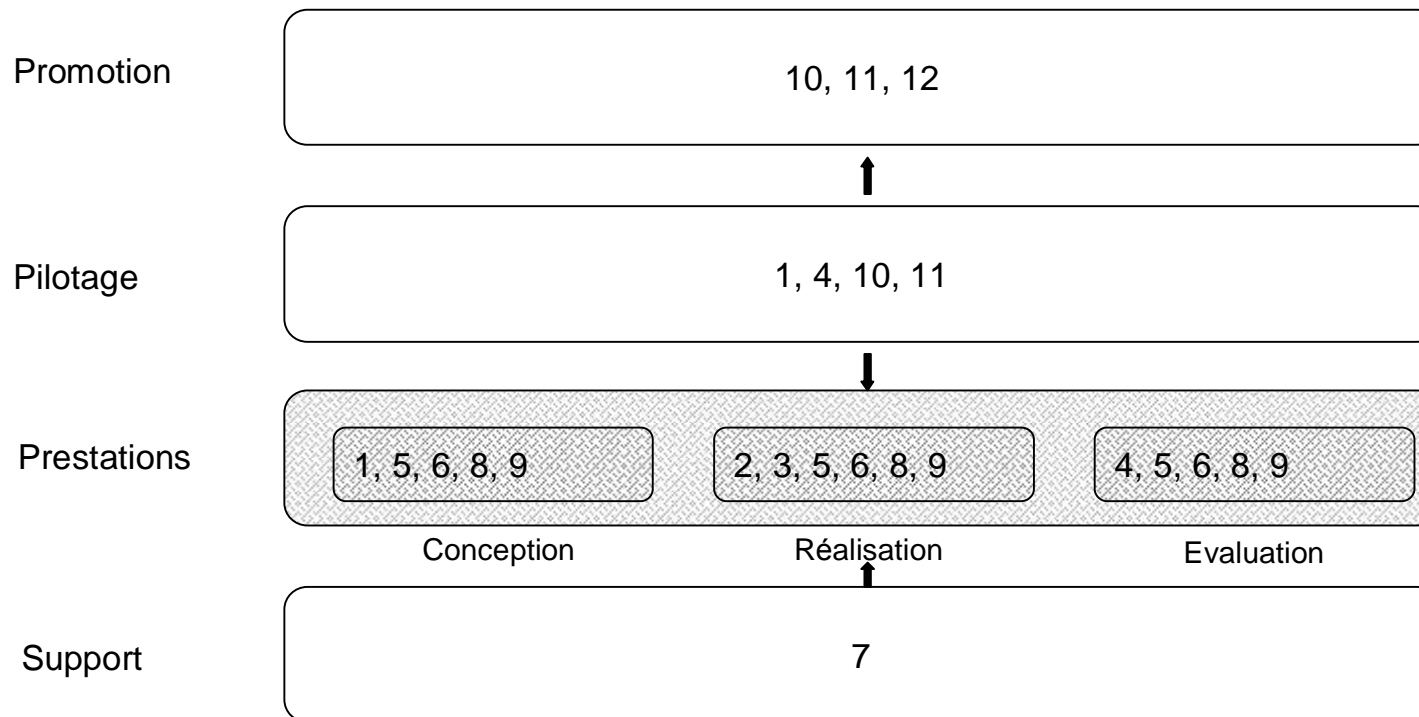 Promotion
10, 11, 12
Pilotage
1, 4, 10, 11
Prestations
1, 5, 6, 8, 9
2, 3, 5, 6, 8, 9
4, 5, 6, 8, 9
Conception
Réalisation
Evaluation
Support
7